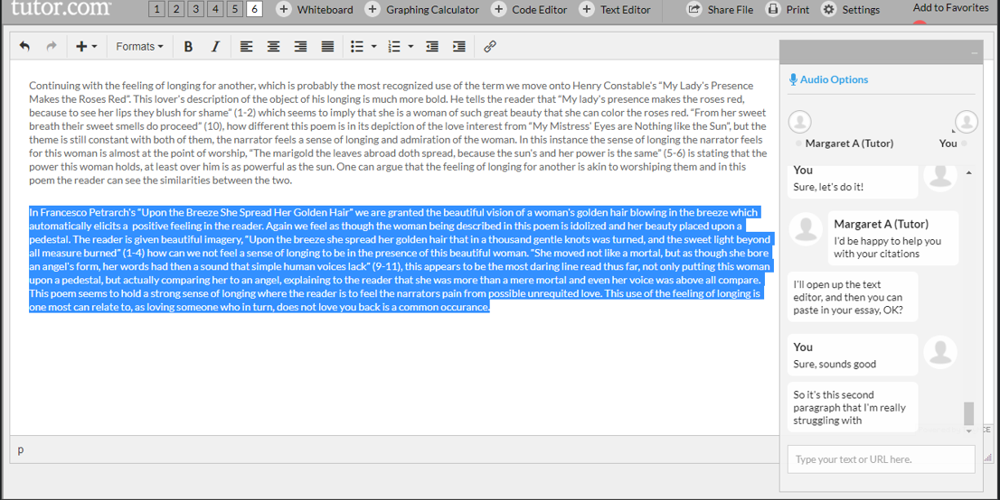 tutor.com
1 2 3 4 5 6
Whiteboard
Graphing Calculator
Code Editor
Text Editor
Share File
Print
Settings
Add to Favorites
Formats
B I
Continuing with the feeling of longing for another, which is probably the most recognized use of the term we move onto Henry Constable's “My Lady's Presence
Makes the Roses Red”. This lover's description of the object of his longing is much more bold. He tells the reader that “My lady's presence makes the roses red,
because to see her lips they blush for shame” (1-2) which seems to imply that she is a woman of such great beauty that she can color the roses red. “From her sweet
breath their sweet smells do proceed” (10), how different this poem is in its depiction of the love interest from “My Mistress' Eyes are Nothing like the Sun”, but the
theme is still constant with both of them, the narrator feels a sense of longing and admiration of the woman. In this instance the sense of longing the narrator feels
for this woman is almost at the point of worship, “The marigold the leaves abroad doth spread, because the sun's and her power is the same” (5-6) is stating that the
power this woman holds, at least over him is as powerful as the sun. One can argue that the feeling of longing for another is akin to worshiping them and in this
poem the reader can see the similarities between the two.
In Francesco Petrarch's “Upon the Breeze She Spread Her Golden Hair” we are granted the beautiful vision of a woman's golden hair blowing in the breeze which
automatically elicits a positive feeling in the reader. Again we feel as though the woman being described in this poem is idolized and her beauty placed upon a
pedestal. The reader is given beautiful imagery, “Upon the breeze she spread her golden hair that in a thousand gentle knots was turned, and the sweet light beyond
all measure burned” (1-4) how can we not feel a sense of longing to be in the presence of this beautiful woman. “She moved not like a mortal, but as though she bore
an angel's form, her words had then a sound that simple human voices lack” (9-11), this appears to be the most daring line read thus far, not only putting this woman
upon a pedestal, but actually comparing her to an angel, explaining to the reader that she was more than a mere mortal and even her voice was above all compare.
This poem seems to hold a strong sense of longing where the reader is to feel the narrators pain from possible unrequited love. This use of the feeling of longing is
one most can relate to, as loving someone who in turn, does not love you back is a common occurance.
p
Audio Options
Margaret A (Tutor)
You
You
Sure, let's do it!
Margaret A (Tutor)
I'd be happy to help you
with your citations
I'll open up the text
editor, and then you can
paste in your essay, OK?
You
Sure, sounds good
So it's this second
paragraph that I'm really
struggling with
Type your text or URL here.